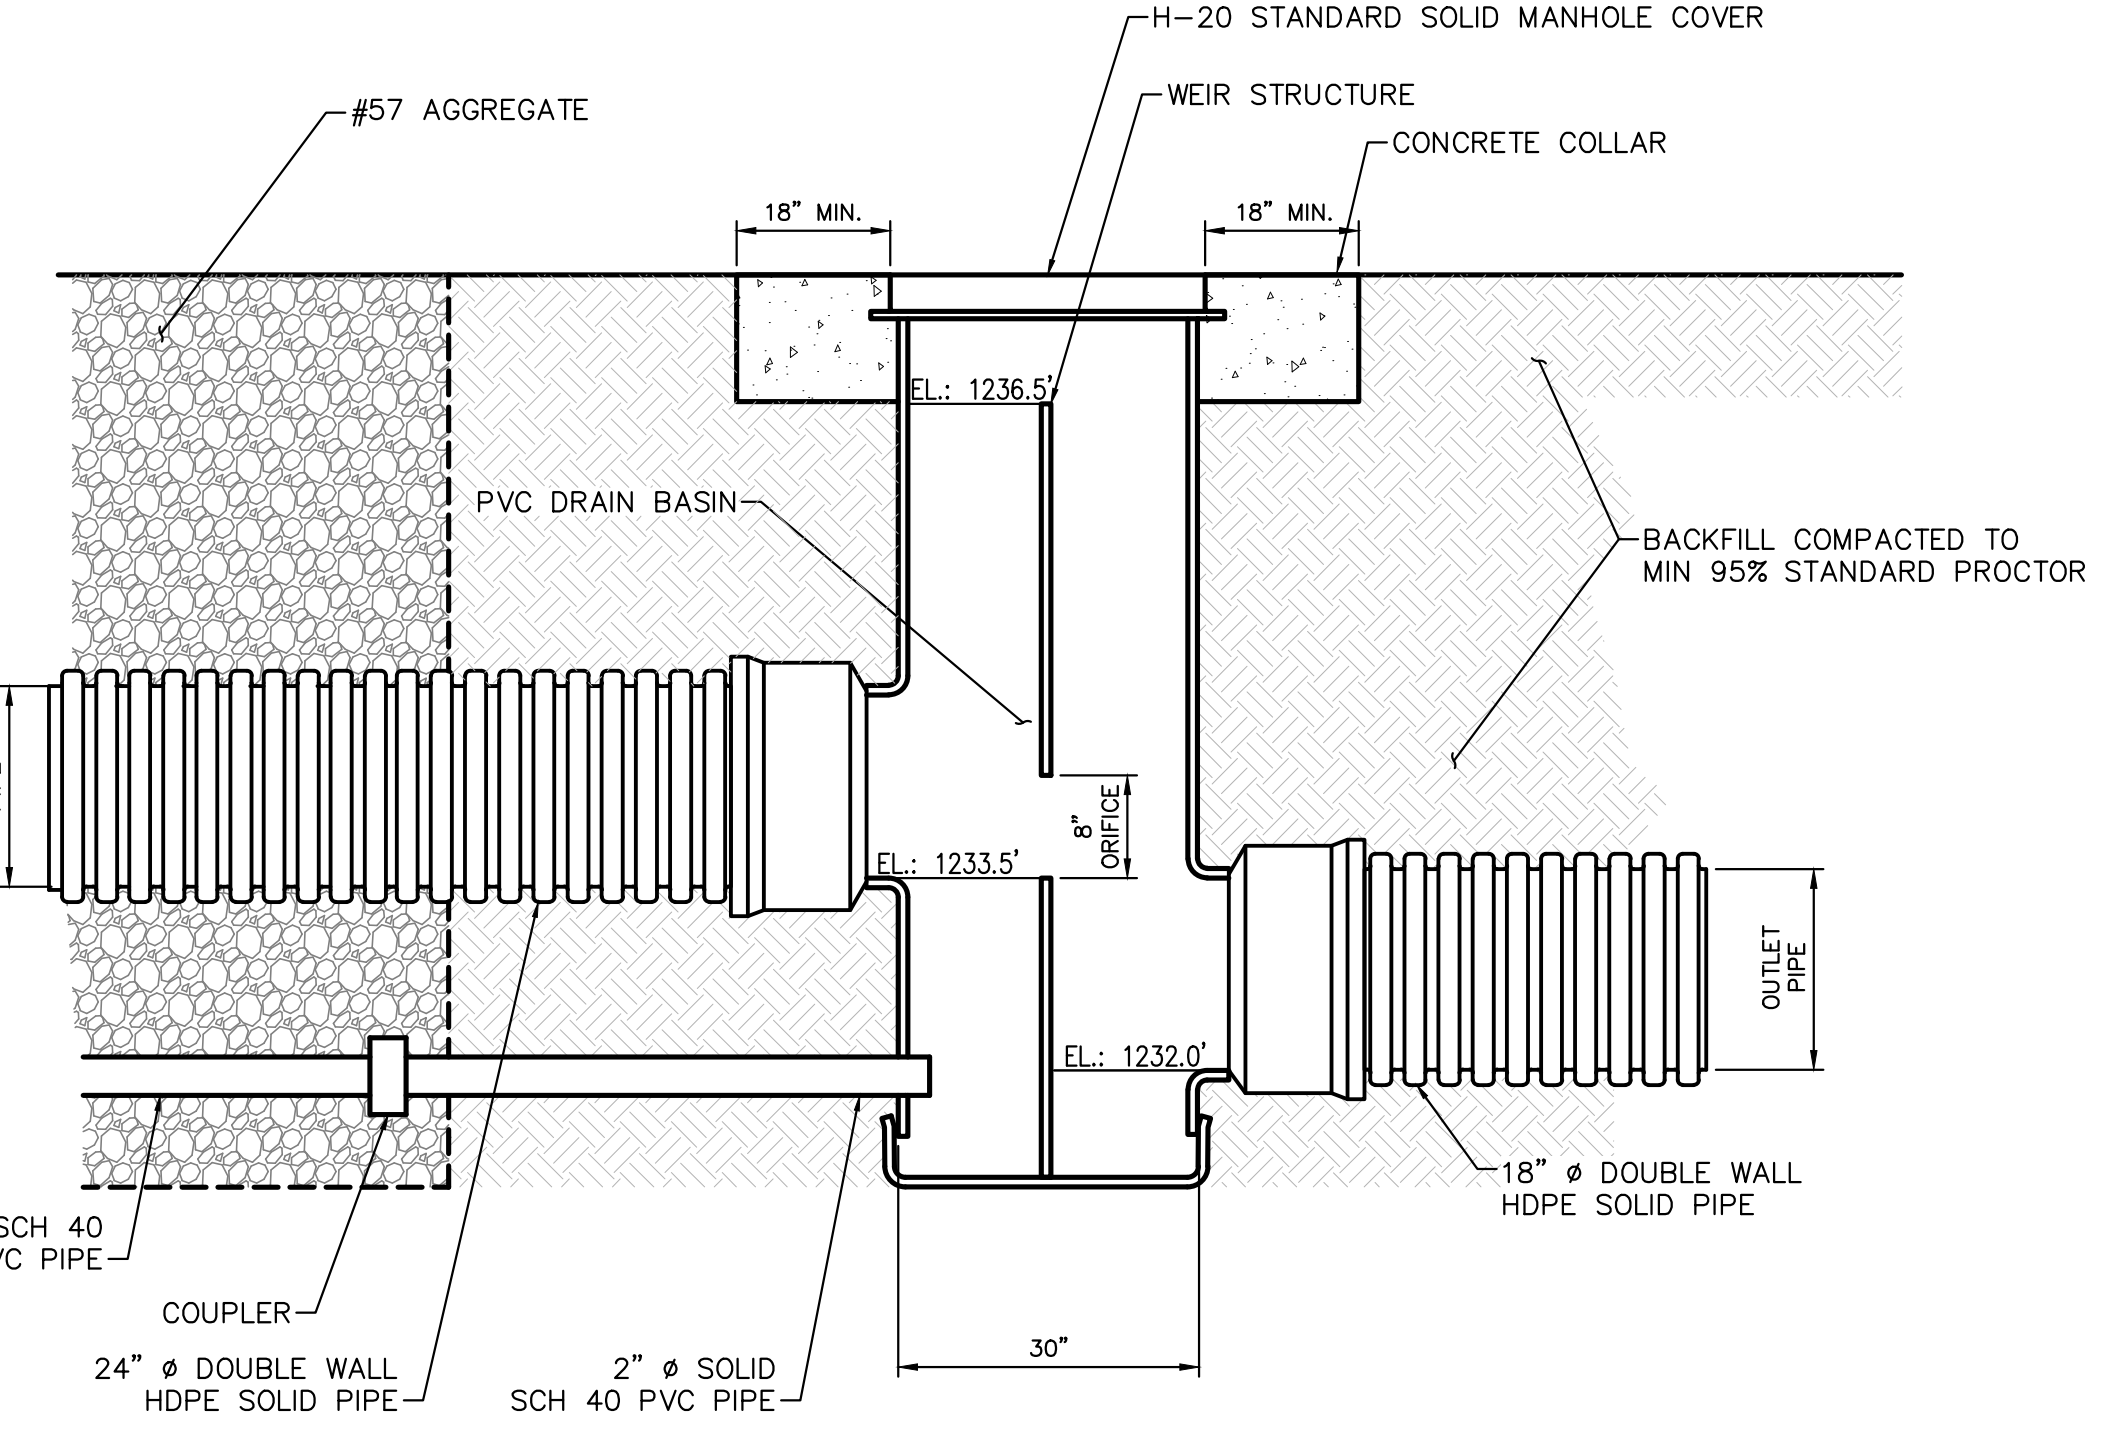 H-20 STANDARD SOLID MANHOLE COVER
WEIR STRUCTURE
#57 AGGREGATE
CONCRETE COLLAR
18" MIN.
18" MIN.
EL.: 1236.5'
PVC DRAIN BASIN
BACKFILL COMPACTED TO
MIN 95% STANDARD PROCTOR
8"
ORIFICE
EL.: 1233.5'
OUTLET
PIPE
EL.: 1232.0'
18" ø DOUBLE WALL
HDPE SOLID PIPE
SCH 40
VC PIPE
COUPLER
24" ø DOUBLE WALL
HDPE SOLID PIPE
2" ø SOLID
SCH 40 PVC PIPE
30"